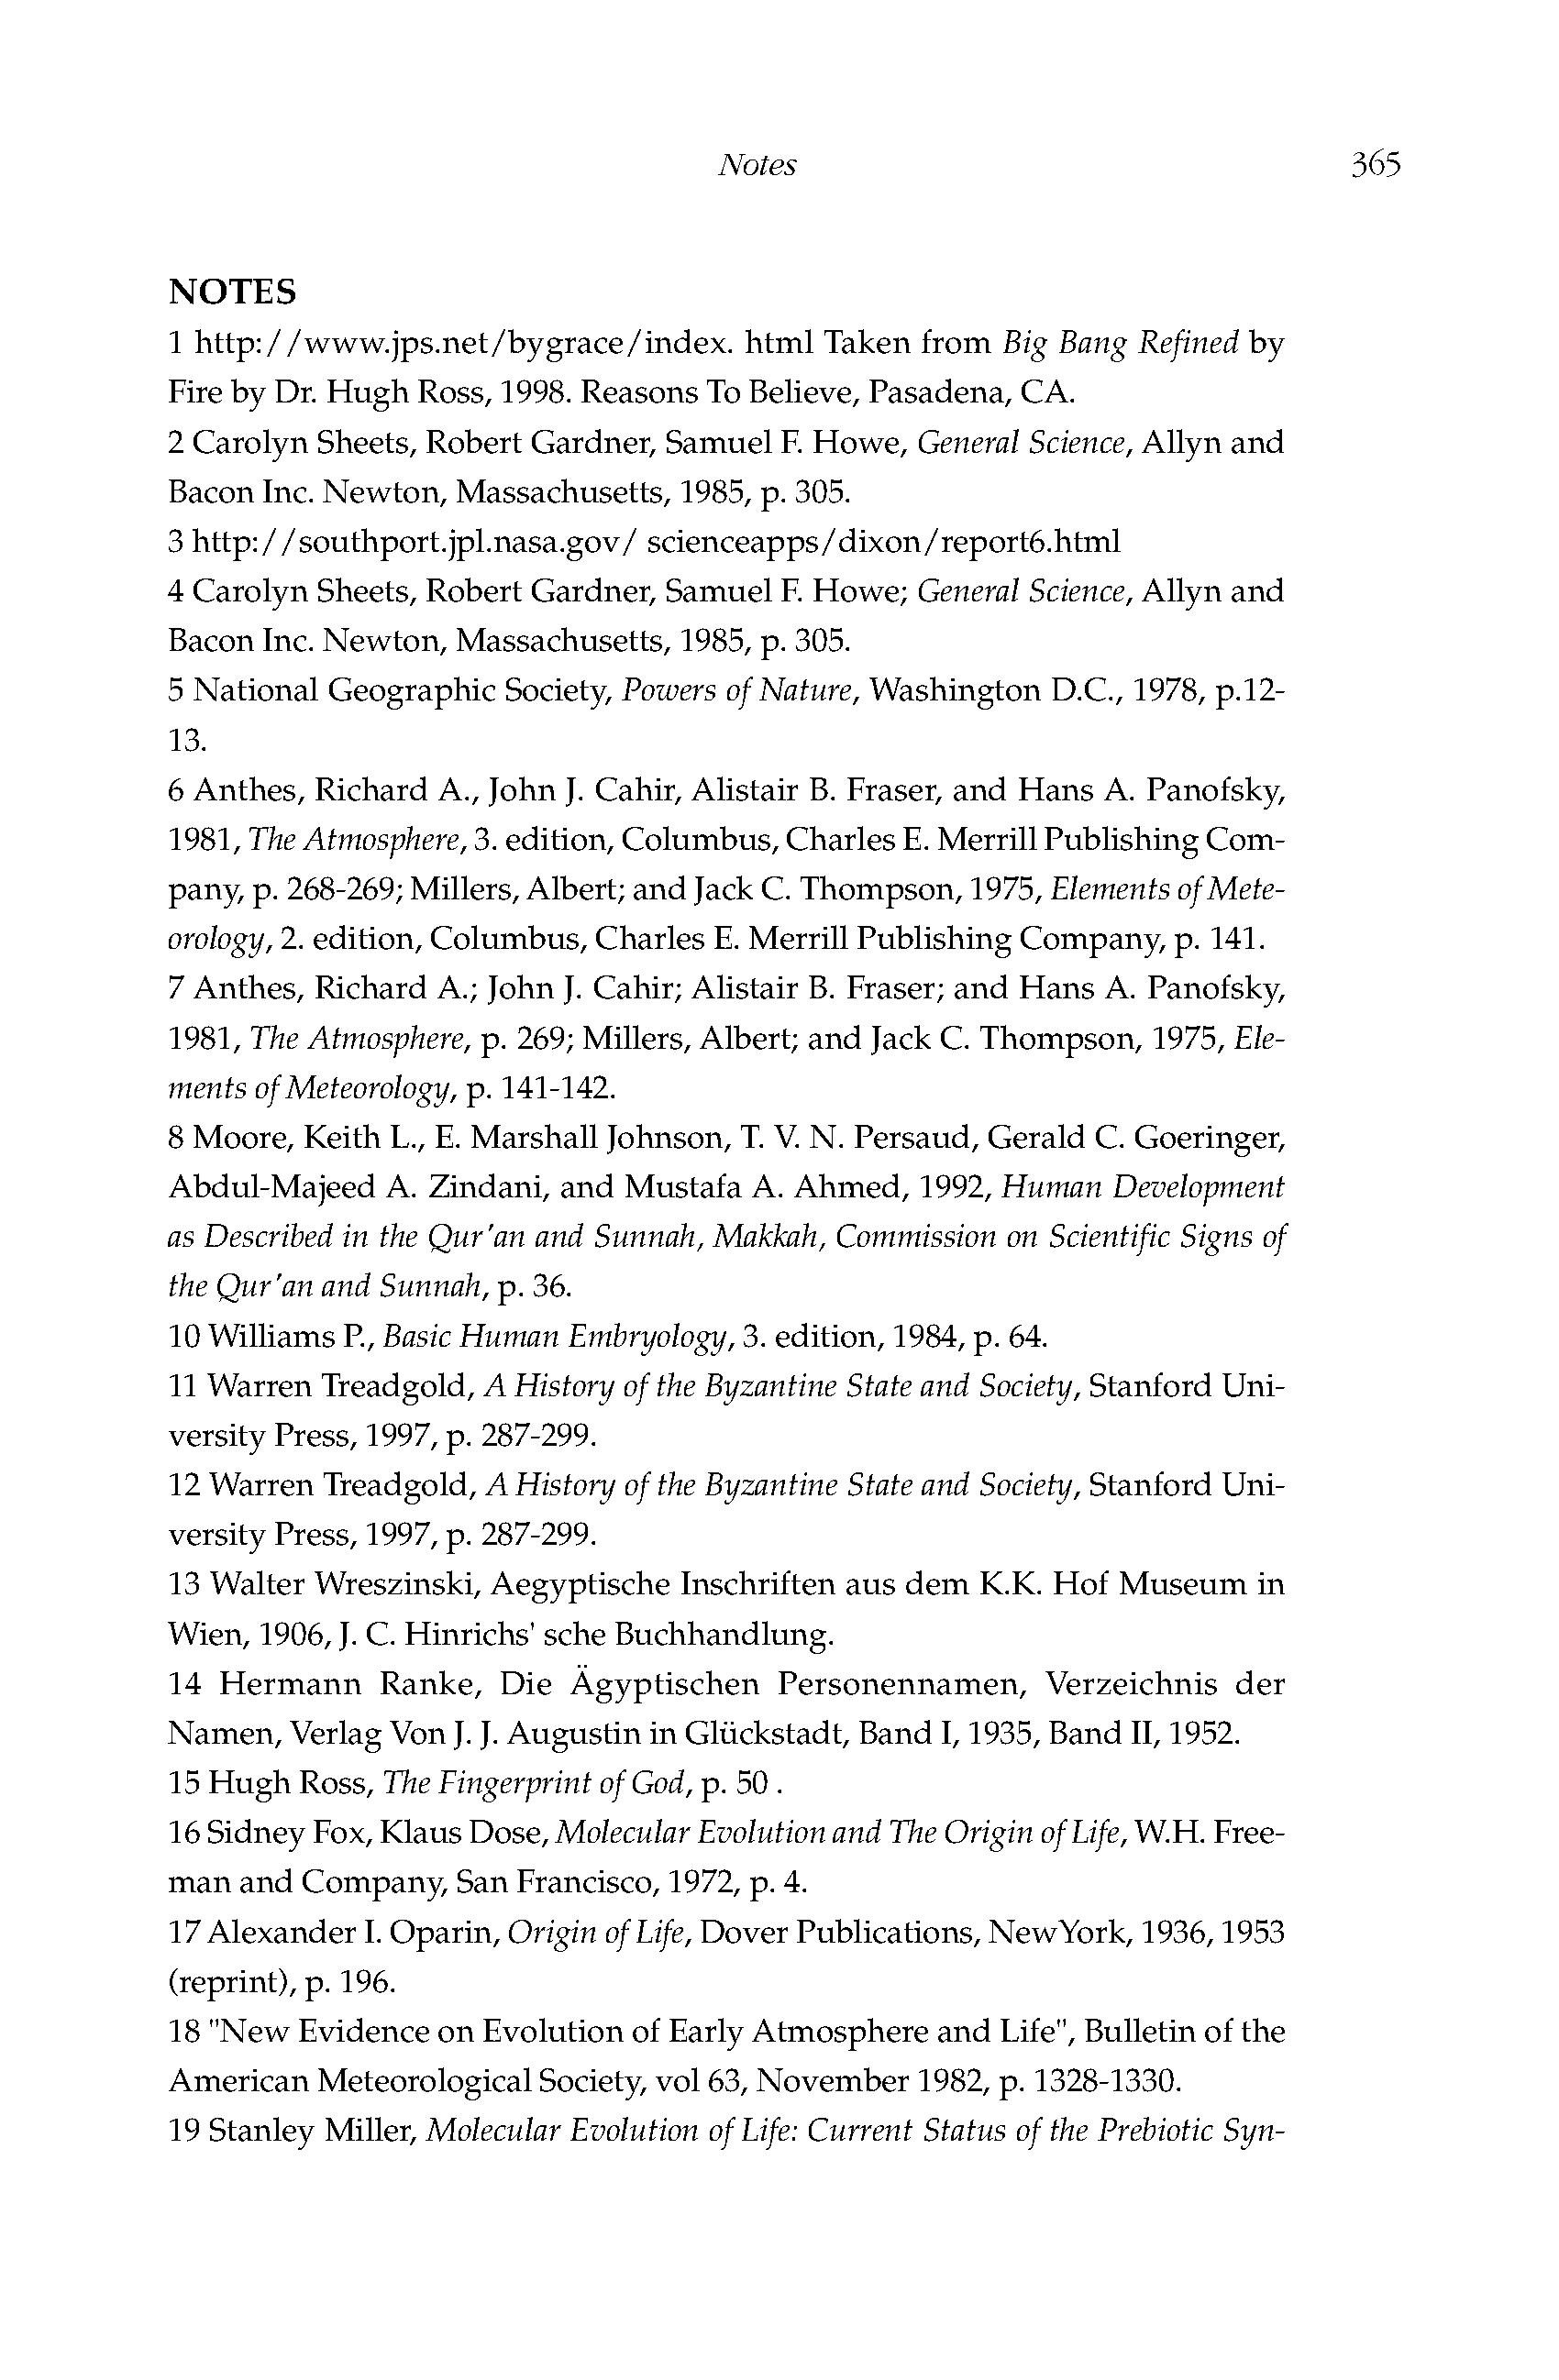 Notes 365
NOTES
1 http://www.jps.net/bygrace/index. html Taken from Big Bang Refined by
Fire by Dr. Hugh Ross, 1998. Reasons To Believe, Pasadena, CA.
2 Carolyn Sheets, Robert Gardner, Samuel F. Howe, General Science, Allyn and
Bacon Inc. Newton, Massachusetts, 1985, p. 305.
3 http://southport.jpl.nasa.gov/ scienceapps/dixon/report6.html
4 Carolyn Sheets, Robert Gardner, Samuel F. Howe; General Science, Allyn and
Bacon Inc. Newton, Massachusetts, 1985, p. 305.
5 National Geographic Society, Powers of Nature, Washington D.C., 1978, p.12-
13.
6 Anthes, Richard A., John J. Cahir, Alistair B. Fraser, and Hans A. Panofsky,
1981, The Atmosphere, 3. edition, Columbus, Charles E. Merrill Publishing Com-
pany, p. 268-269; Millers, Albert; and Jack C. Thompson, 1975, Elements of Mete-
orology, 2. edition, Columbus, Charles E. Merrill Publishing Company, p. 141.
7 Anthes, Richard A.; John J. Cahir; Alistair B. Fraser; and Hans A. Panofsky,
1981, The Atmosphere, p. 269; Millers, Albert; and Jack C. Thompson, 1975, Ele-
ments of Meteorology, p. 141-142.
8 Moore, Keith L., E. Marshall Johnson, T. V. N. Persaud, Gerald C. Goeringer,
Abdul-Majeed A. Zindani, and Mustafa A. Ahmed, 1992, Human Development
as Described in the Qur'an and Sunnah, Makkah, Commission on Scientific Signs of
the Qur'an and Sunnah, p. 36.
10 Williams P., Basic Human Embryology, 3. edition, 1984, p. 64.
11 Warren Treadgold, A History of the Byzantine State and Society, Stanford Uni-
versity Press, 1997, p. 287-299.
12 Warren Treadgold, A History of the Byzantine State and Society, Stanford Uni-
versity Press, 1997, p. 287-299.
13 Walter Wreszinski, Aegyptische Inschriften aus dem K.K. Hof Museum in
Wien, 1906, J. C. Hinrichs' sche Buchhandlung.
14 Hermann Ranke, Die Ägyptischen Personennamen, Verzeichnis der
Namen, Verlag Von J. J. Augustin in Glückstadt, Band I, 1935, Band II, 1952.
15 Hugh Ross, The Fingerprint of God, p. 50 .
16 Sidney Fox, Klaus Dose, Molecular Evolution and The Origin of Life, W.H. Free-
man and Company, San Francisco, 1972, p. 4.
17 Alexander I. Oparin, Origin of Life, Dover Publications, NewYork, 1936, 1953
(reprint), p. 196.
18 "New Evidence on Evolution of Early Atmosphere and Life", Bulletin of the
American Meteorological Society, vol 63, November 1982, p. 1328-1330.
19 Stanley Miller, Molecular Evolution of Life: Current Status of the Prebiotic Syn-